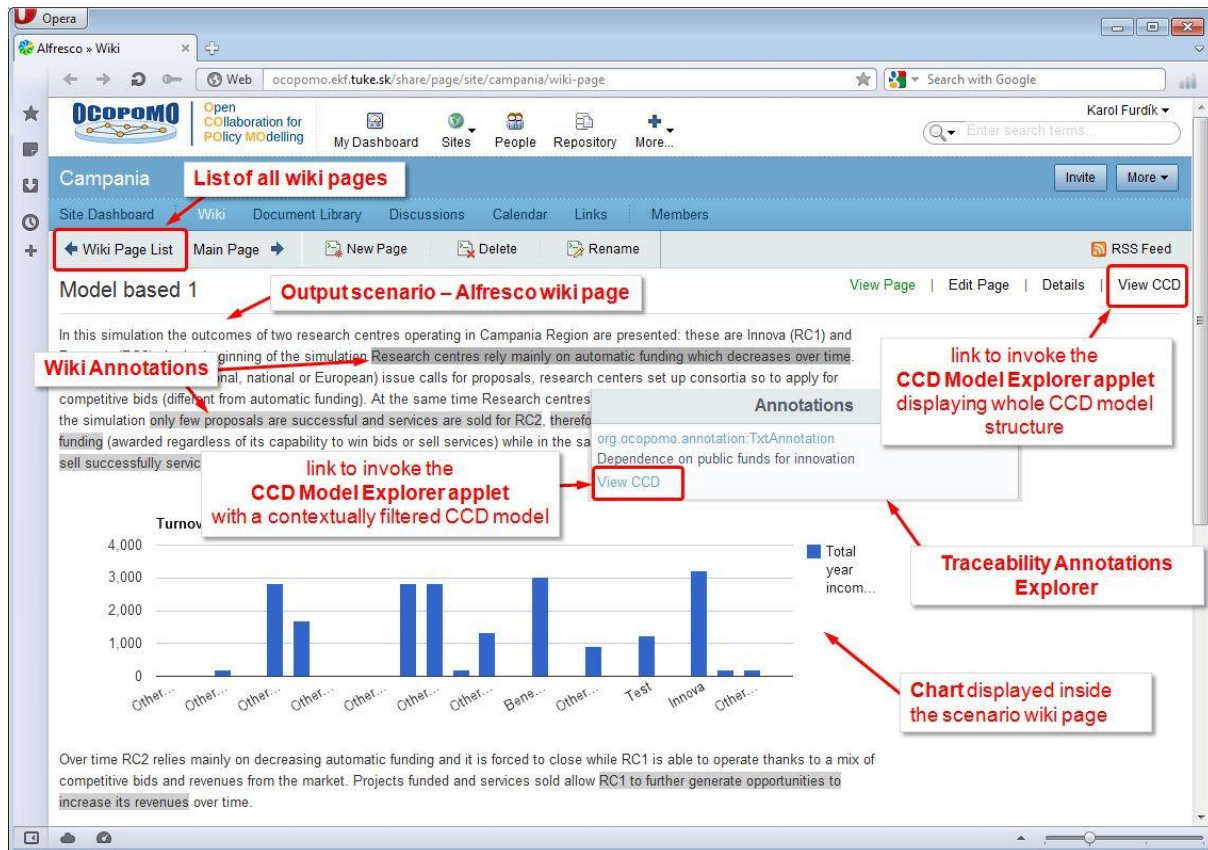 Opera
Alfresco » Wiki
Web ocopomo.ekf.tuke.sk/share/page/site/campania/wiki-page
Search with Google
OCOPOMO
Open
COllaboration for
POlicy MOdelling
My Dashboard Sites People Repository More...
Karol Furdík
Enter search terms...
Campania
List of all wiki pages
Invite More
Site Dashboard Wiki Document Library Discussions Calendar Links Members
Wiki Page List Main Page New Page Delete Rename RSS Feed
Model based 1
Output scenario – Alfresco wiki page
View Page | Edit Page | Details | View CCD
In this simulation the outcomes of two research centres operating in Campania Region are presented: these are Innova (RC1) and
ginning of the simulation Research centres rely mainly on automatic funding which decreases over time.
Wiki Annotations
nal, national or European) issue calls for proposals, research centers set up consortia so to apply for
competitive bids (different from automatic funding). At the same time Research centres
the simulation only few proposals are successful and services are sold for RC2, therefo
funding (awarded regardless of its capability to win bids or sell services) while in the sa
sell successfully servic
link to invoke the
CCD Model Explorer applet
displaying whole CCD model
structure
Annotations
org.ocopomo.annotation:TxtAnnotation
Dependence on public funds for innovation
View CCD
link to invoke the
CCD Model Explorer applet
with a contextually filtered CCD model
Traceability Annotations
Explorer
Turnov
4,000
3,000
2,000
1,000
0
Other... Other... Other... Other... Other... Other... Other... Bene... Other... Test Innova Other...
Total
year
incom...
Chart displayed inside
the scenario wiki page
Over time RC2 relies mainly on decreasing automatic funding and it is forced to close while RC1 is able to operate thanks to a mix of
competitive bids and revenues from the market. Projects funded and services sold allow RC1 to further generate opportunities to
increase its revenues over time.